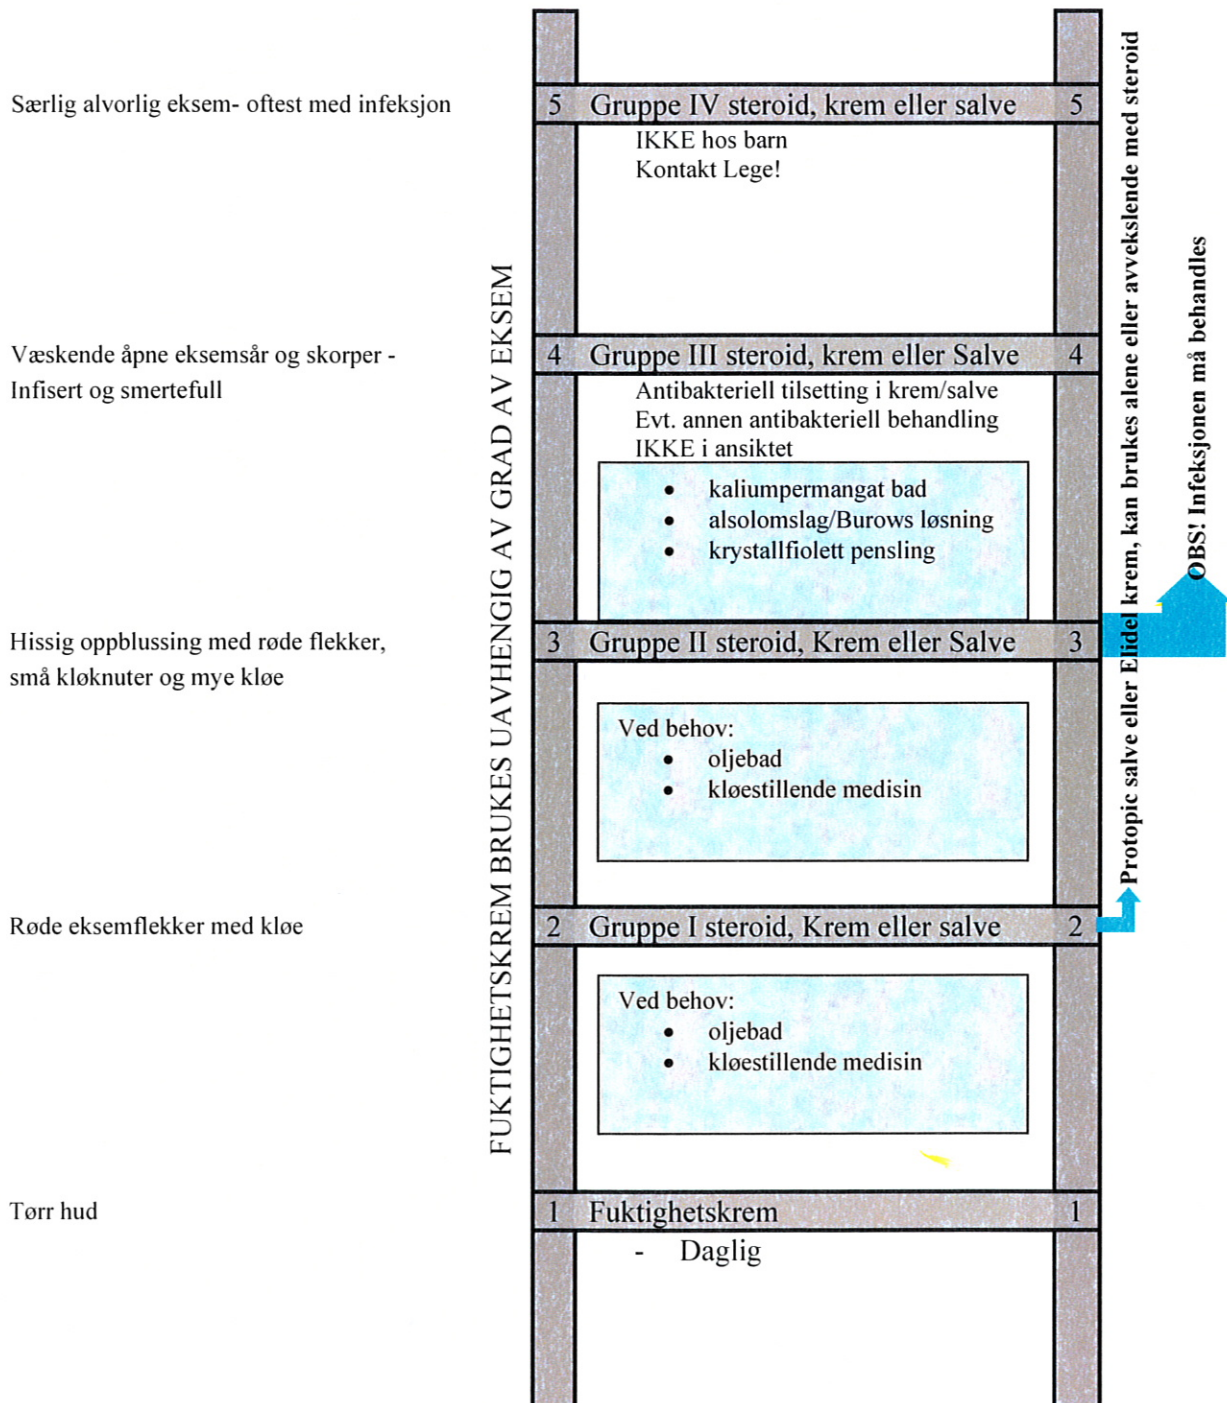 Særlig alvorlig eksem- oftest med infeksjon
5 Gruppe IV steroid, krem eller salve 5
IKKE hos barn
Kontakt Lege!
Væskende åpne eksemsår og skorper -
Infisert og smertefull
4 Gruppe III steroid, krem eller Salve 4
Antibakteriell tilsetting i krem/salve
Evt. annen antibakteriell behandling
IKKE i ansiktet
• kaliumpermangat bad
• alsolomslag/Burows løsning
• krystallfiolett pensling
Hissig oppblussing med røde flekker,
små kløknuter og mye kløe
3 Gruppe II steroid, Krem eller Salve 3
Ved behov:
• oljebad
• kløestillende medisin
Røde eksemflekker med kløe
2 Gruppe I steroid, Krem eller salve 2
Ved behov:
• oljebad
• kløestillende medisin
Tørr hud
1 Fuktighetskrem 1
- Daglig
FUKTIGHETSKREM BRUKES UAVHENGIG AV GRAD AV EKSEM
Protopic salve eller Elidel krem, kan brukes alene eller avvekslende med steroid
OBS! Infeksjonen må behandles